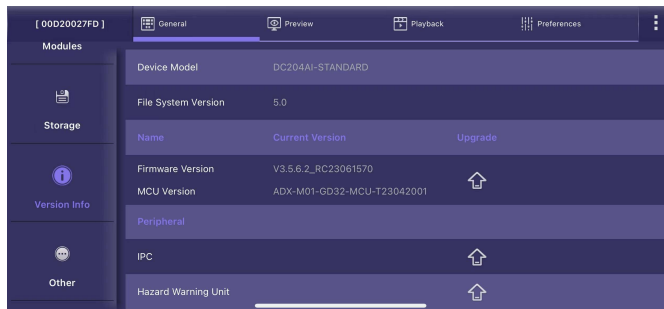 [ 00D20027FD ]
General
Preview
Playback
Preferences
Modules
Storage
Version Info
Other
Device Model DC204AI-STANDARD
File System Version 5.0
Name Current Version Upgrade
Firmware Version V3.5.6.2_RC23061570
MCU Version ADX-M01-GD32-MCU-T23042001
Peripheral
IPC
Hazard Warning Unit